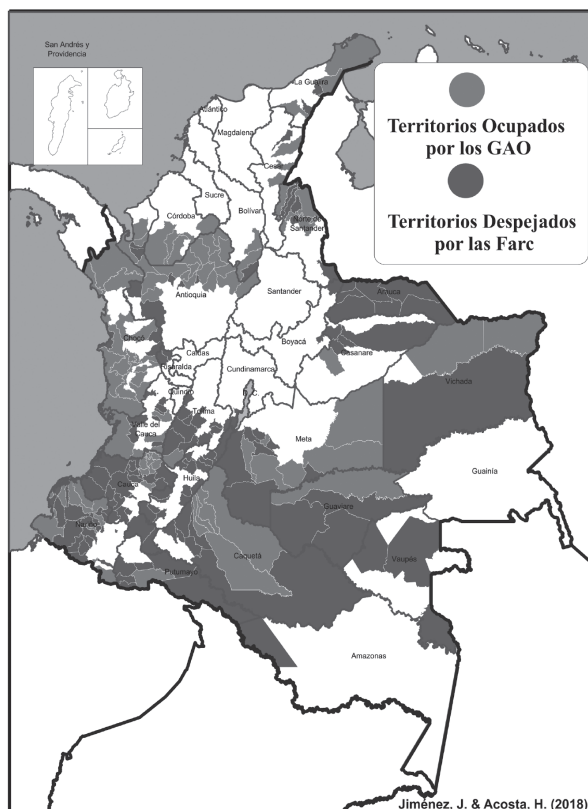 San Andrés y
Providencia
La Guajira
Atlántico
Magdalena
Cesar
Sucre
Córdoba
Bolívar
Norte de
Santander
Antioquia
Santander
Arauca
Chocó
Boyacá
Caldas
Casanare
Risaralda
Cundinamarca
Vichada
Quindio
D.C.
Tolima
Valle del
Cauca
Meta
Guainía
Huila
Cauca
Guaviare
Nariño
Caquetá
Vaupés
Putumayo
Amazonas
Territorios Ocupados
por los GAO
Territorios Despejados
por las Farc
Jiménez, J. & Acosta, H. (2018)